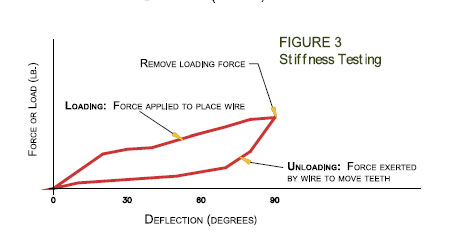 FIGURE 3
Stiffness Testing
REMOVE LOADING FORCE
LOADING: FORCE APPLIED TO PLACE WIRE
FORCE OR LOAD (LB.)
UNLOADING: FORCE EXERTED
BY WIRE TO MOVE TEETH
0 30 60 90
DEFLECTION (DEGREES)